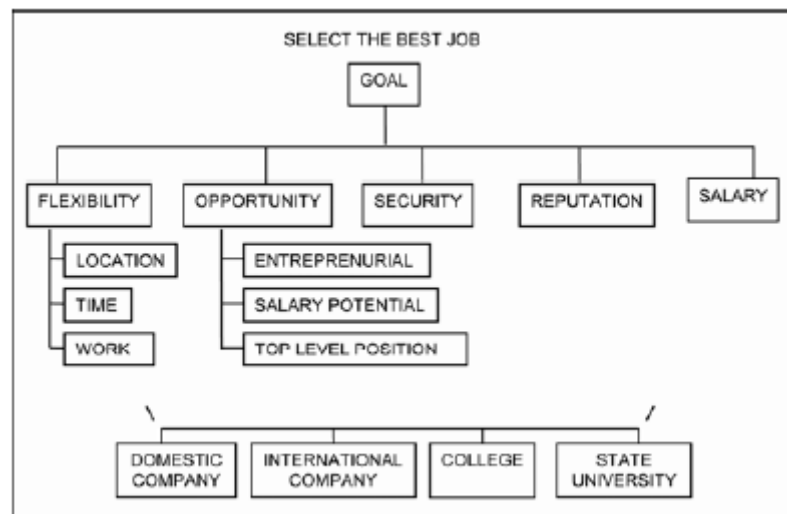 SELECT THE BEST JOB
GOAL
FLEXIBILITY
OPPORTUNITY
SECURITY
REPUTATION
SALARY
LOCATION
TIME
WORK
ENTREPRENURIAL
SALARY POTENTIAL
TOP LEVEL POSITION
DOMESTIC
COMPANY
INTERNATIONAL
COMPANY
COLLEGE
STATE
UNIVERSITY